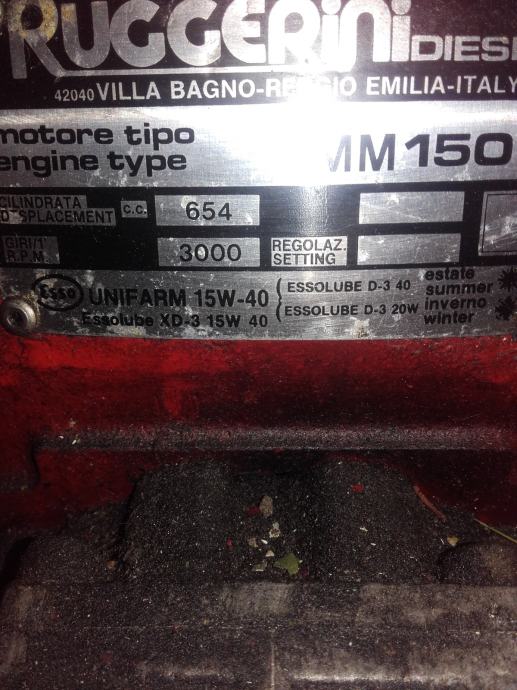 RUGGERINI DIES
42040 VILLA BAGNO-REGGIO EMILIA-ITALY
motore tipo
engine type
MM150
CILINDRATA
DISPLACEMENT
C.C.
654
GIRI/1'
R.P.M.
3000
REGOLAZ.
SETTING
Esso
UNIFARM 15W-40
Essolube XD-3 15W 40
ESSOLUBE D-3 40 estate summer
ESSOLUBE D-3 20W inverno winter